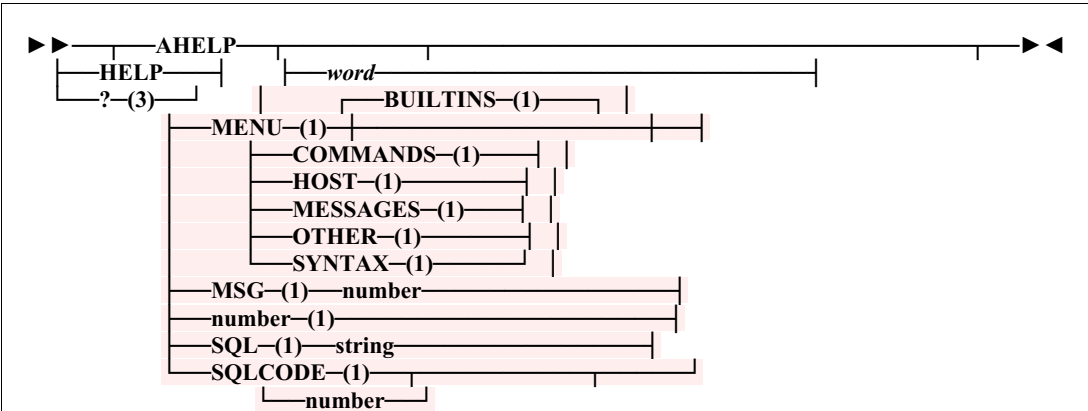 AHELP
HELP
word
? (3)
BUILTINS (1)
MENU (1)
COMMANDS (1)
HOST (1)
MESSAGES (1)
OTHER (1)
SYNTAX (1)
MSG (1) number
number (1)
SQL (1) string
SQLCODE (1)
number